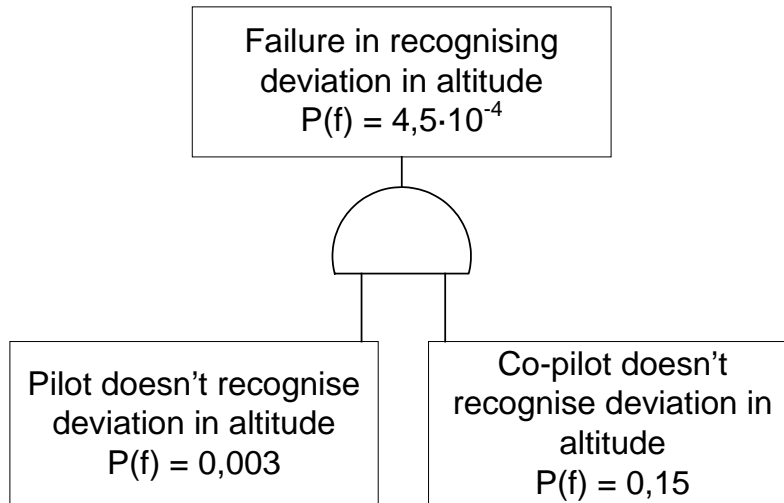 Failure in recognising
deviation in altitude
P(f) = 4,5·10⁻⁴
Pilot doesn't recognise
deviation in altitude
P(f) = 0,003
Co-pilot doesn't
recognise deviation in
altitude
P(f) = 0,15